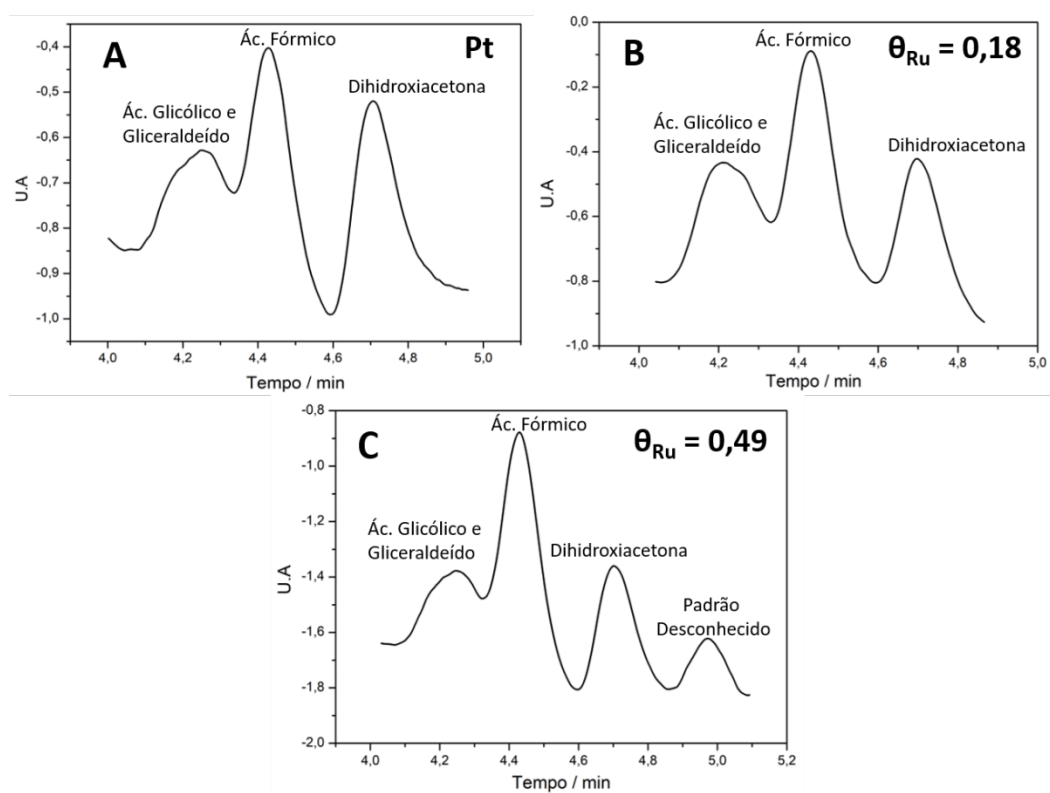 A
Pt
Ác. Fórmico
Dihidroxiacetona
Ác. Glicólico e
Gliceraldeído
U.A
-0,4
-0,5
-0,6
-0,7
-0,8
-0,9
-1,0
4,0 4,2 4,4 4,6 4,8 5,0
Tempo / min
B
θRu = 0,18
Ác. Fórmico
Ác. Glicólico e
Gliceraldeído
Dihidroxiacetona
U.A
0,0
-0,2
-0,4
-0,6
-0,8
-1,0
4,0 4,2 4,4 4,6 4,8 5,0
Tempo / min
C
θRu = 0,49
Ác. Fórmico
Ác. Glicólico e
Gliceraldeído
Dihidroxiacetona
Padrão
Desconhecido
U.A
-0,8
-1,0
-1,2
-1,4
-1,6
-1,8
-2,0
4,0 4,2 4,4 4,6 4,8 5,0 5,2
Tempo / min